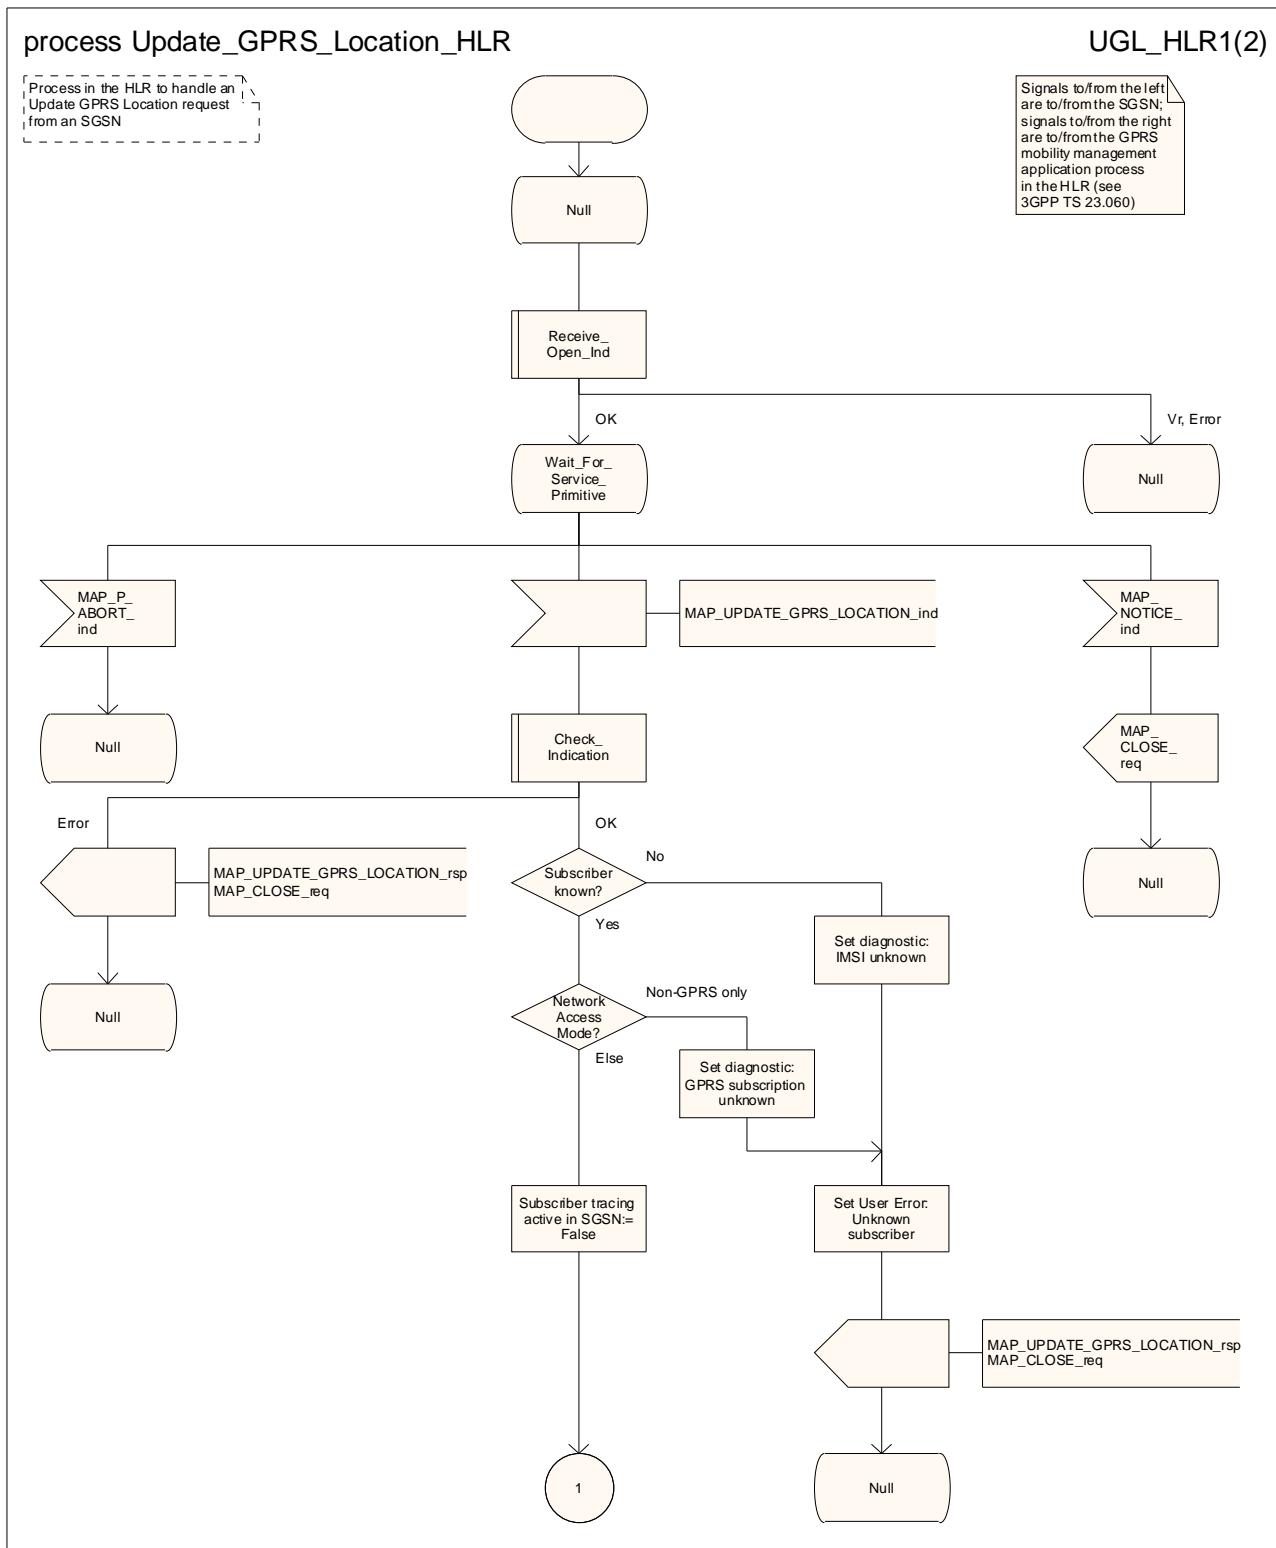 process Update_GPRS_Location_HLR
UGL_HLR1(2)
Process in the HLR to handle an
Update GPRS Location request
from an SGSN
Signals to/from the left
are to/from the SGSN;
signals to/from the right
are to/from the GPRS
mobility management
application process
in the HLR (see
3GPP TS 23.060)
Null
Receive_
Open_Ind
OK
Vr, Error
Wait_For_
Service_
Primitive
Null
MAP_P_
ABORT_
ind
MAP_UPDATE_GPRS_LOCATION_ind
MAP_
NOTICE_
ind
Null
Check_
Indication
MAP_
CLOSE_
req
Error
OK
MAP_UPDATE_GPRS_LOCATION_rsp
MAP_CLOSE_req
Subscriber
known?
No
Yes
Null
Set diagnostic:
IMSI unknown
Null
Network
Access
Mode?
Non-GPRS only
Else
Set diagnostic:
GPRS subscription
unknown
Subscriber tracing
active in SGSN:=
False
Set User Error:
Unknown
subscriber
MAP_UPDATE_GPRS_LOCATION_rsp
MAP_CLOSE_req
1
Null